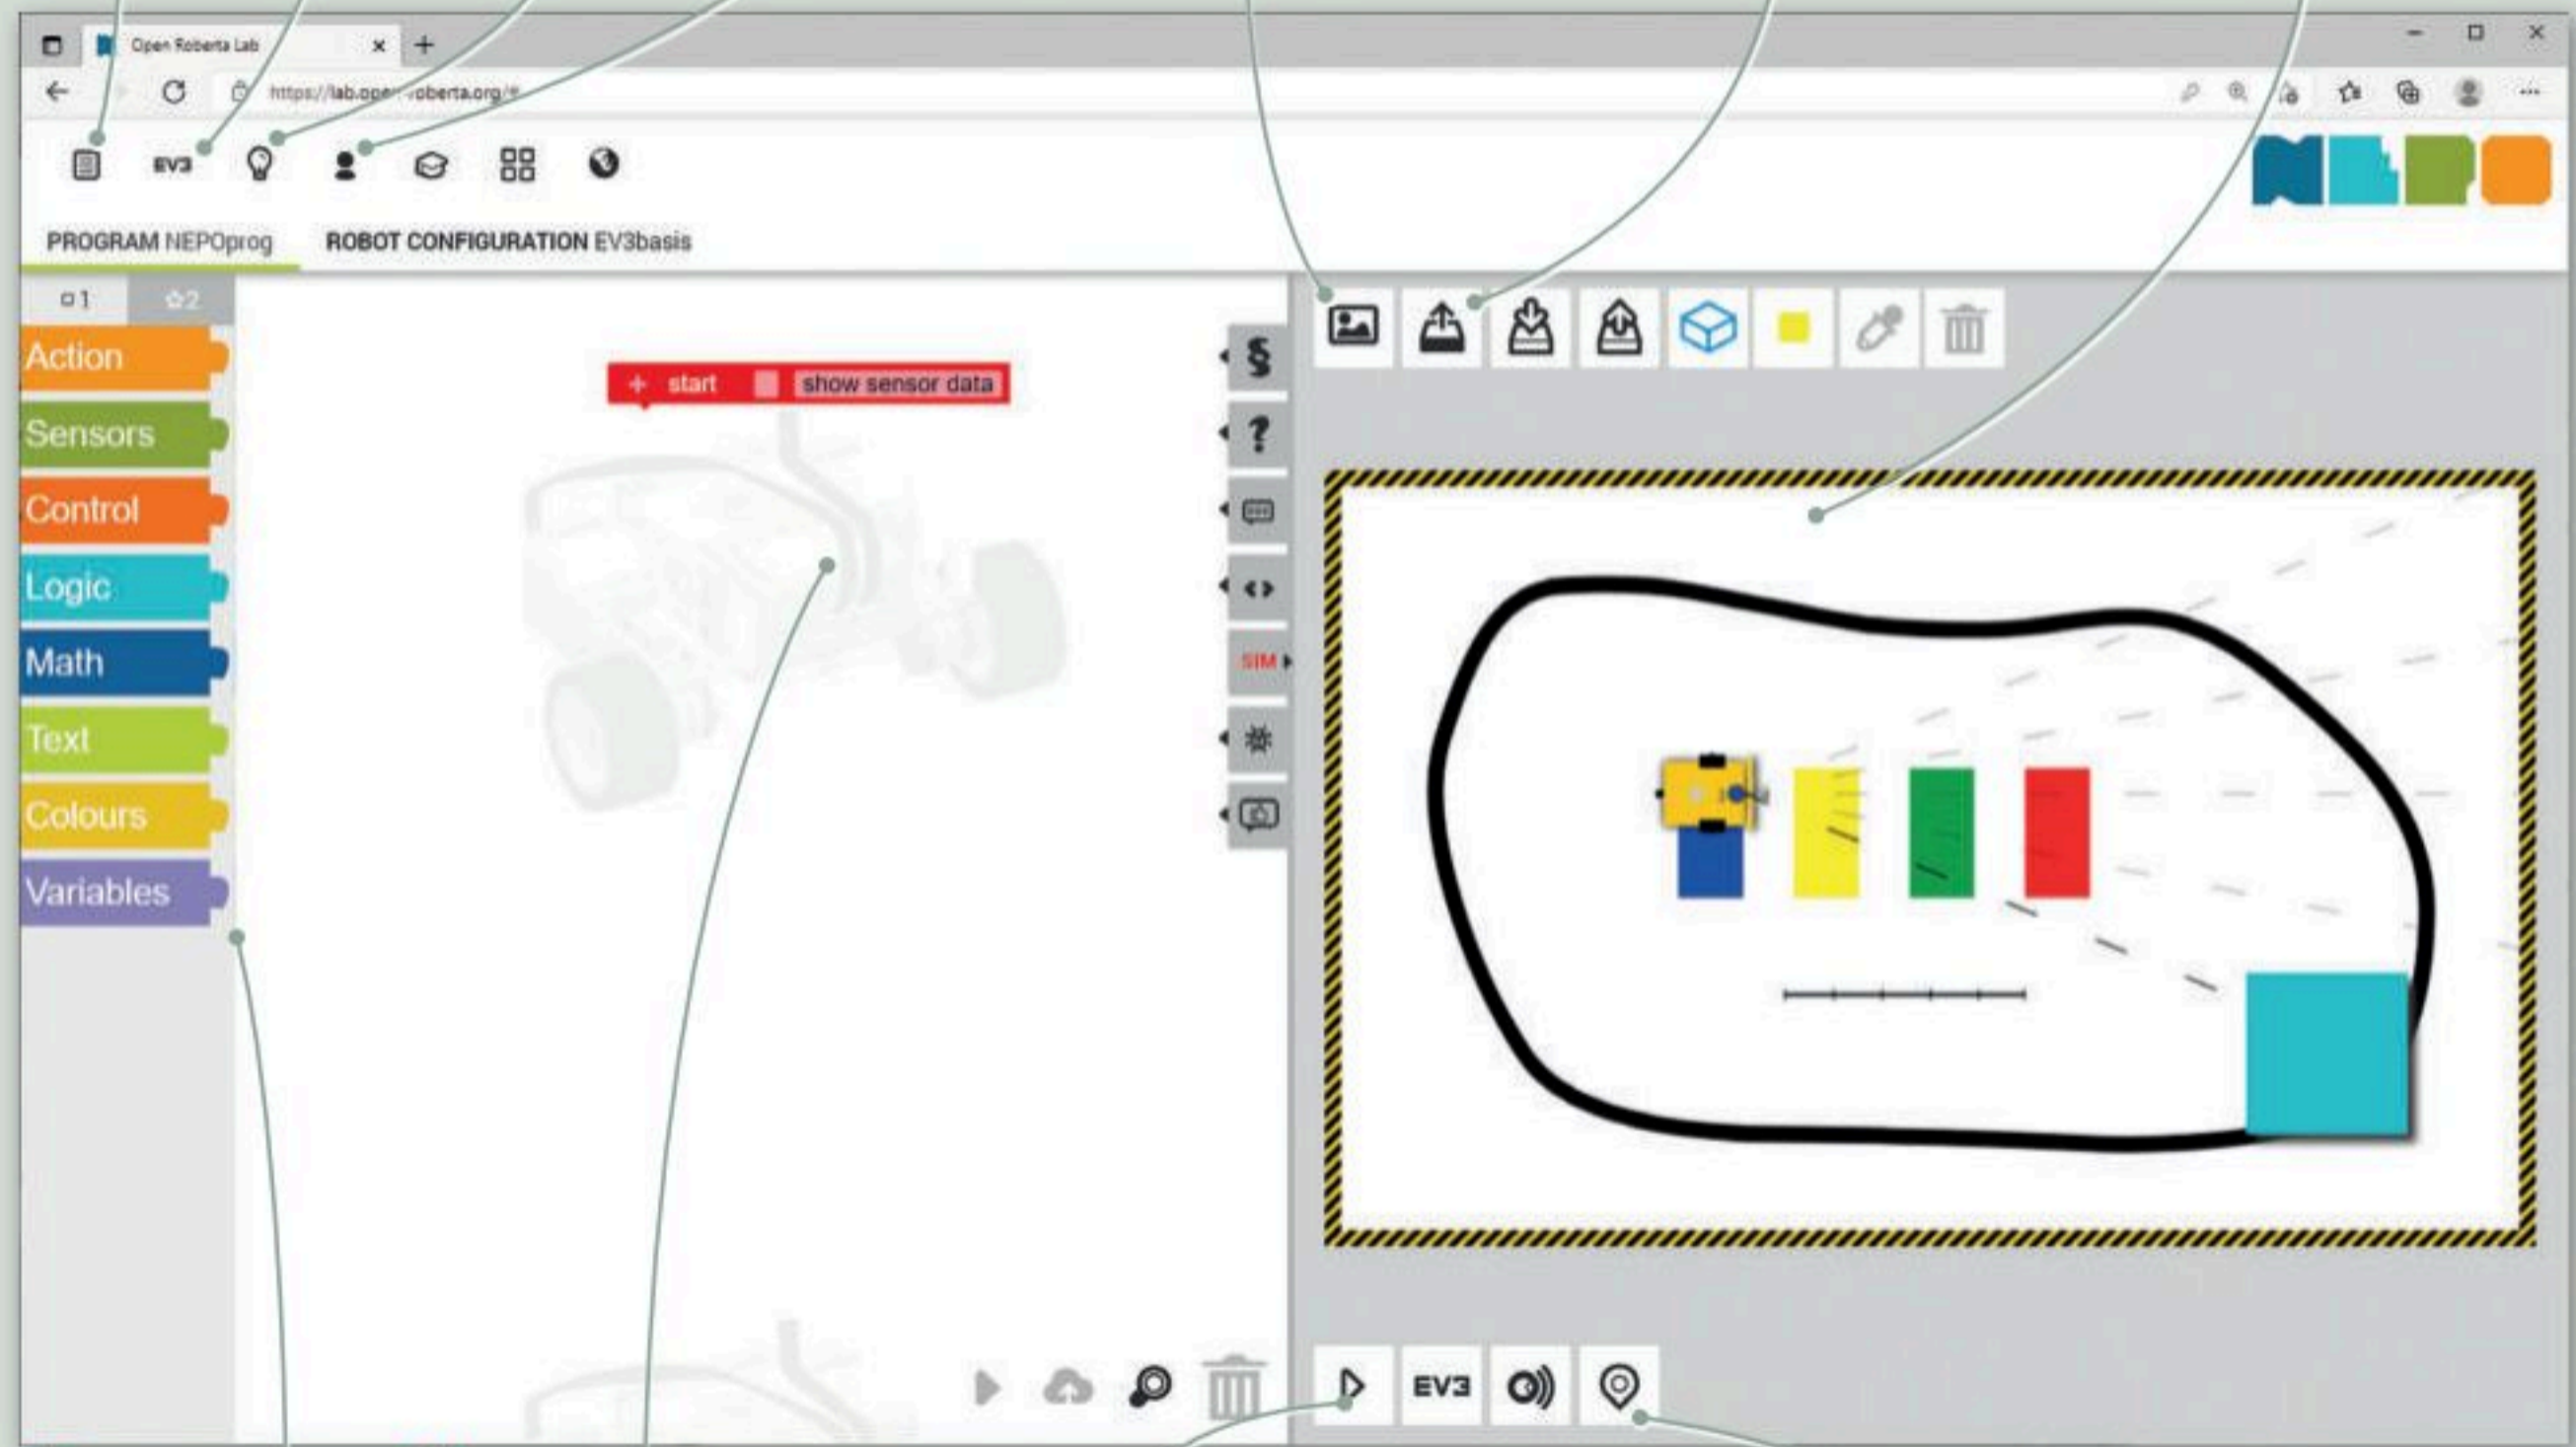 Open Roberta Lab
https://lab.open-roberta.org/#
EV3
PROGRAM NEPOprog
ROBOT CONFIGURATION EV3basis
1
2
Action
Sensors
Control
Logic
Math
Text
Colours
Variables
+ start show sensor data
§
?
SIM
EV3